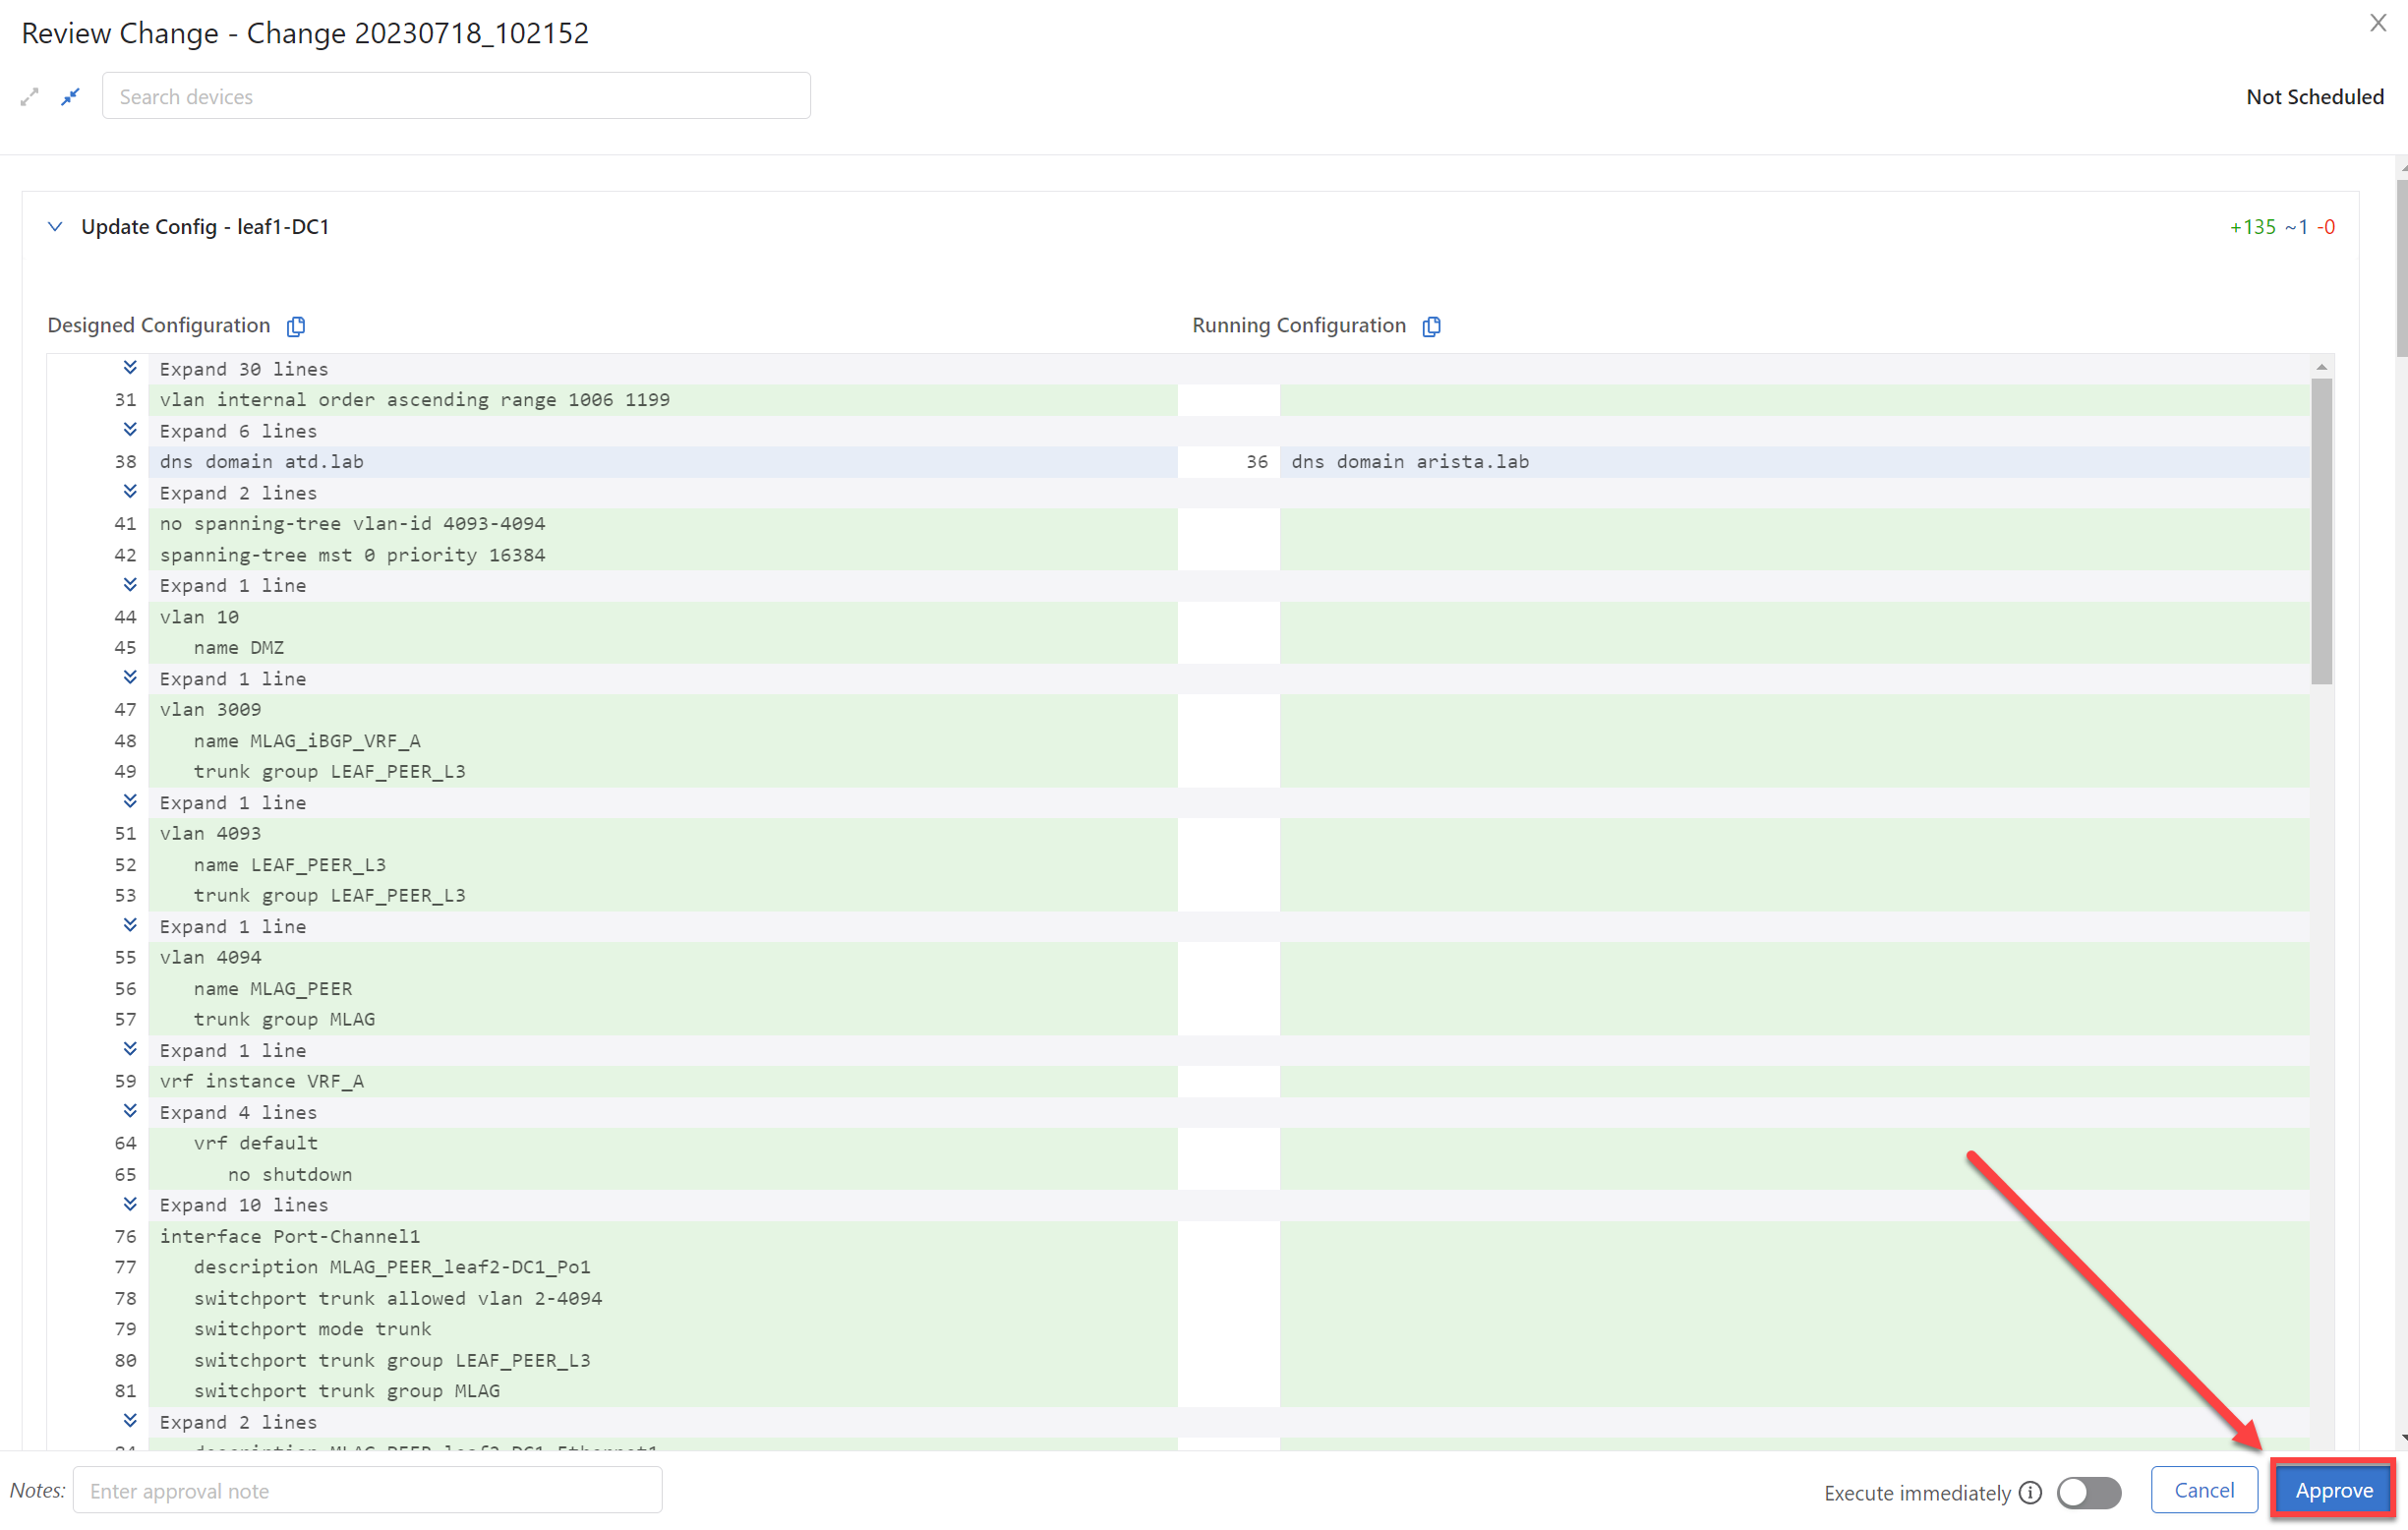 Review Change - Change 20230718_102152
Search devices
Not Scheduled
Update Config - leaf1-DC1
+135 ~1 -0
Designed Configuration
Running Configuration
Expand 30 lines
31 vlan internal order ascending range 1006 1199
Expand 6 lines
38 dns domain atd.lab 36 dns domain arista.lab
Expand 2 lines
41 no spanning-tree vlan-id 4093-4094
42 spanning-tree mst 0 priority 16384
Expand 1 line
44 vlan 10
45 name DMZ
Expand 1 line
47 vlan 3009
48 name MLAG_iBGP_VRF_A
49 trunk group LEAF_PEER_L3
Expand 1 line
51 vlan 4093
52 name LEAF_PEER_L3
53 trunk group LEAF_PEER_L3
Expand 1 line
55 vlan 4094
56 name MLAG_PEER
57 trunk group MLAG
Expand 1 line
59 vrf instance VRF_A
Expand 4 lines
64 vrf default
65 no shutdown
Expand 10 lines
76 interface Port-Channel1
77 description MLAG_PEER_leaf2-DC1_Po1
78 switchport trunk allowed vlan 2-4094
79 switchport mode trunk
80 switchport trunk group LEAF_PEER_L3
81 switchport trunk group MLAG
Expand 2 lines
Notes: Enter approval note
Execute immediately
Cancel
Approve